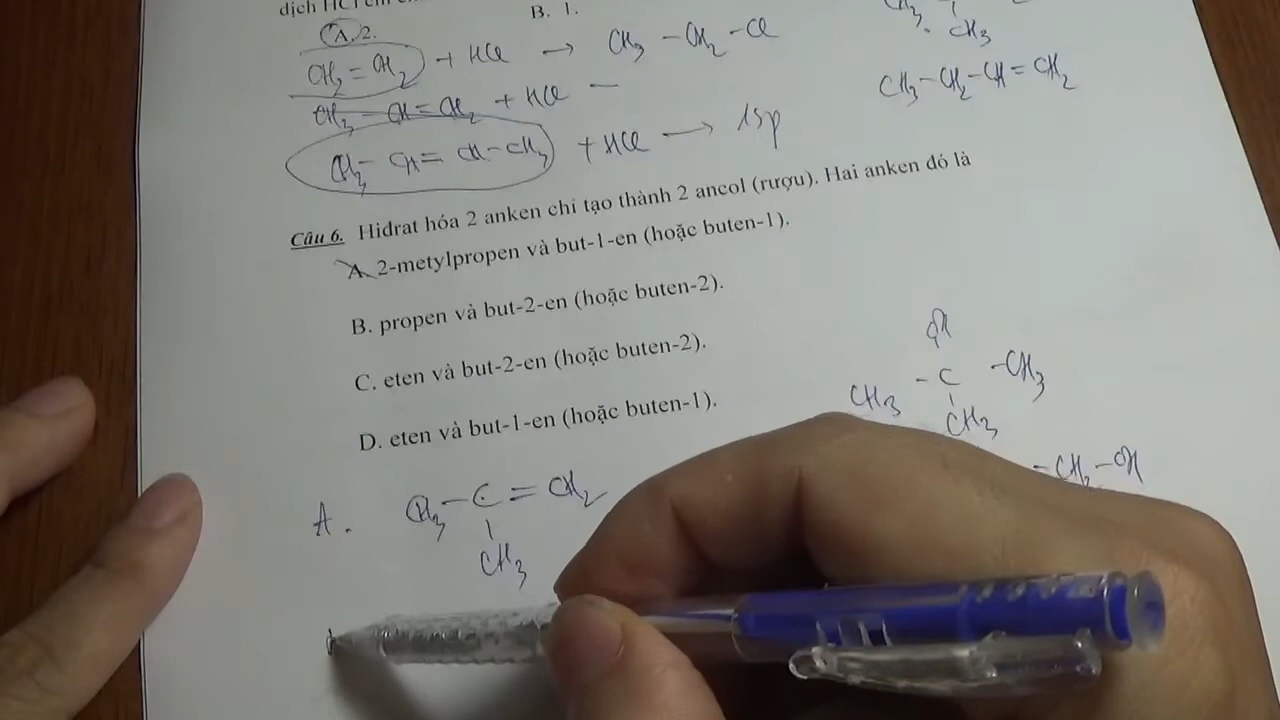 dịch HCl
A. 2. B. 1.
CH2 = CH2 + HCl → CH3 - CH2 - Cl
CH3
CH3 - CH = CH2 + HCl -
CH3 - CH2 - CH = CH2
CH3 - CH = CH - CH3 + HCl → 1sp
Câu 6. Hidrat hóa 2 anken chỉ tạo thành 2 ancol (rượu). Hai anken đó là
A. 2-metylpropen và but-1-en (hoặc buten-1).
B. propen và but-2-en (hoặc buten-2).
C. eten và but-2-en (hoặc buten-2).
D. eten và but-1-en (hoặc buten-1).
OH
CH3 - C - CH3
CH3
- CH2 - OH
A. CH3 - C = CH2
CH3